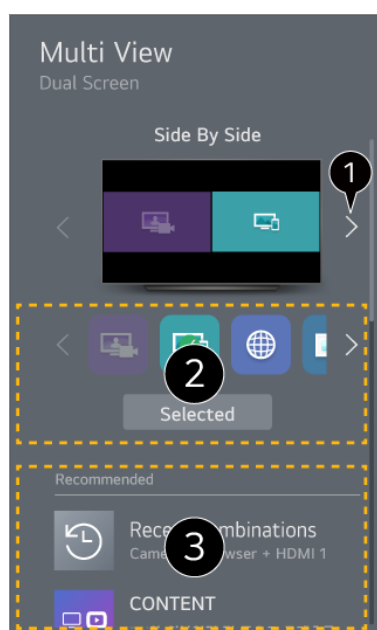 Multi View
Dual Screen
Side By Side
1
2
Selected
Recommended
3
HDMI 1
CONTENT